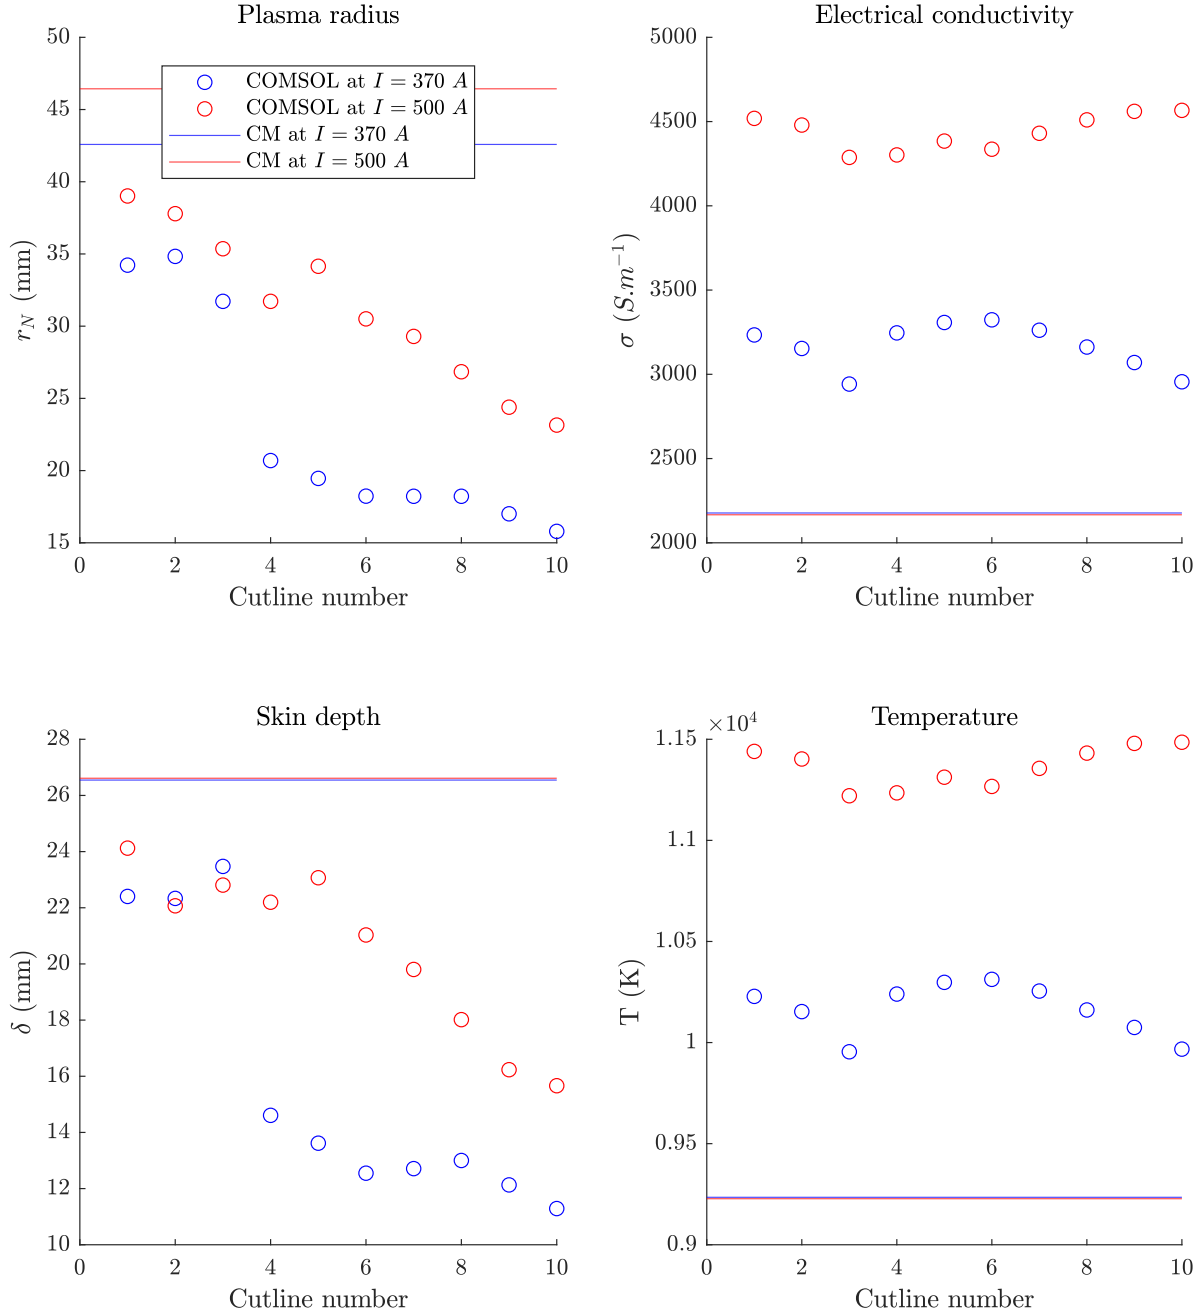 Plasma radius
50
45
40
35
30
25
20
15
0 2 4 6 8 10
r_N (mm)
Cutline number
COMSOL at I = 370 A
COMSOL at I = 500 A
CM at I = 370 A
CM at I = 500 A
Electrical conductivity
5000
4500
4000
3500
3000
2500
2000
0 2 4 6 8 10
σ (S.m⁻¹)
Cutline number
Skin depth
28
26
24
22
20
18
16
14
12
10
0 2 4 6 8 10
δ (mm)
Cutline number
Temperature
×10⁴
1.15
1.1
1.05
1
0.95
0.9
0 2 4 6 8 10
T (K)
Cutline number